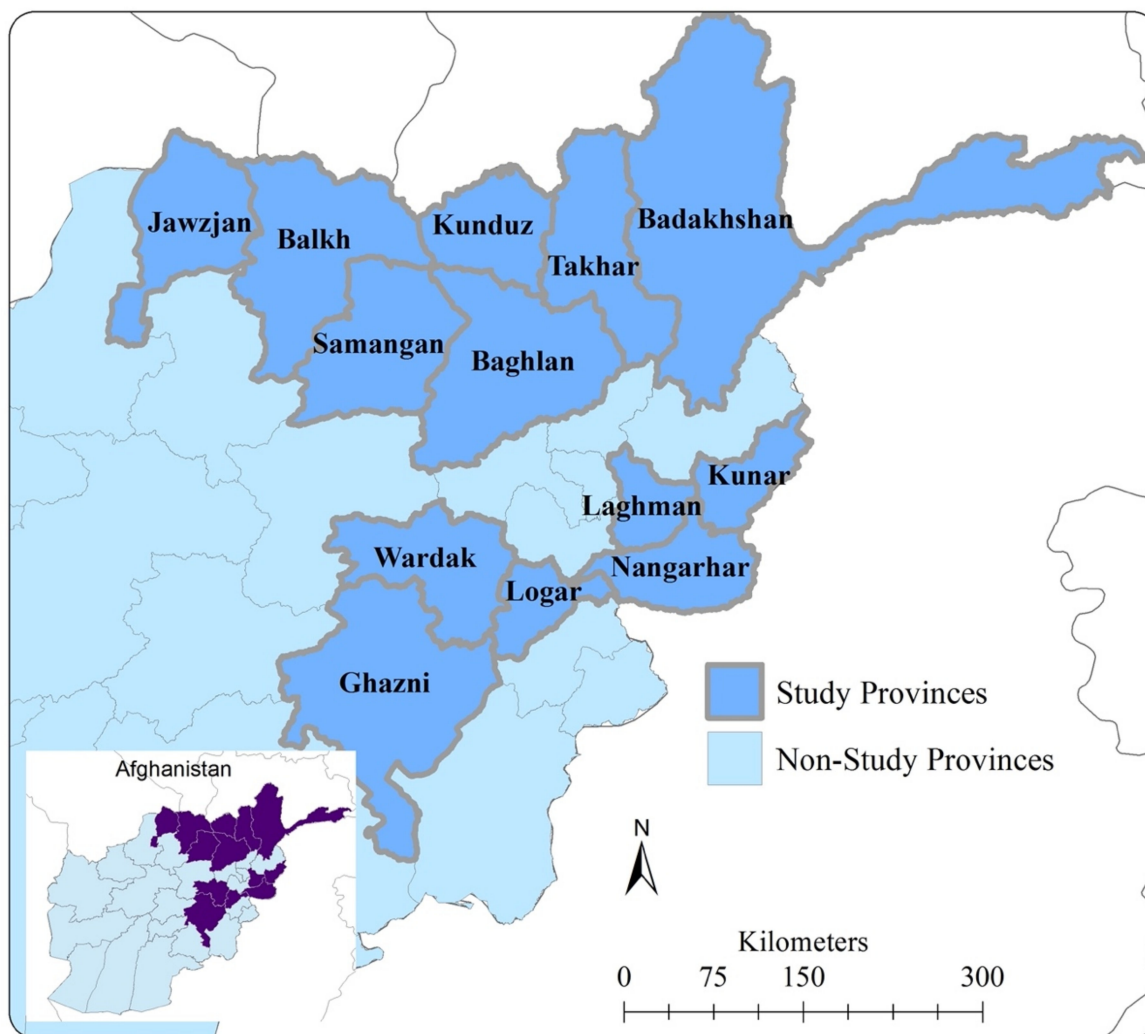 Jawzjan
Balkh
Kunduz
Takhar
Badakhshan
Samangan
Baghlan
Laghman
Kunar
Wardak
Logar
Nangarhar
Ghazni
Study Provinces
Non-Study Provinces
Afghanistan
N
Kilometers
0 75 150 300